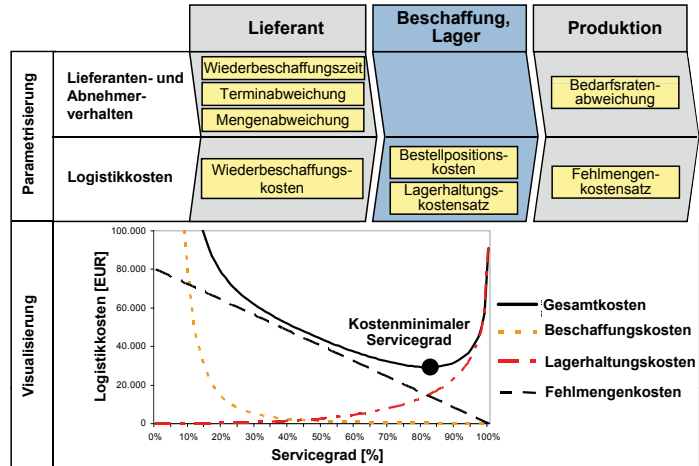 Lieferant
Beschaffung,
Lager
Produktion
Parametrisierung
Lieferanten- und
Abnehmer-
verhalten
Wiederbeschaffungszeit
Terminabweichung
Mengenabweichung
Bedarfsraten-
abweichung
Logistikkosten
Wiederbeschaffungs-
kosten
Bestellpositions-
kosten
Lagerhaltungs-
kostensatz
Fehlmengen-
kostensatz
Visualisierung
Logistikkosten [EUR]
100.000
80.000
60.000
40.000
20.000
0
Kostenminimaler
Servicegrad
0% 10% 20% 30% 40% 50% 60% 70% 80% 90% 100%
Servicegrad [%]
Gesamtkosten
Beschaffungskosten
Lagerhaltungskosten
Fehlmengenkosten